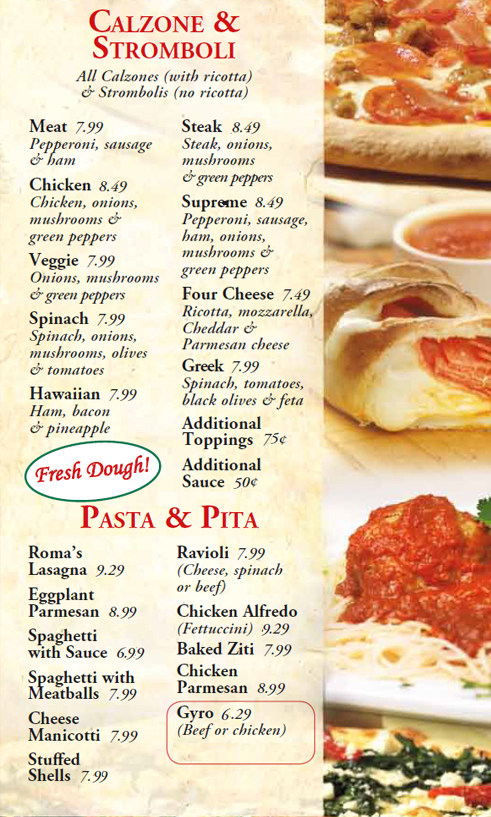 CALZONE &
STROMBOLI
All Calzones (with ricotta)
& Strombolis (no ricotta)
Meat 7.99
Pepperoni, sausage
& ham
Chicken 8.49
Chicken, onions,
mushrooms &
green peppers
Veggie 7.99
Onions, mushrooms
& green peppers
Spinach 7.99
Spinach, onions,
mushrooms, olives
& tomatoes
Hawaiian 7.99
Ham, bacon
& pineapple
Fresh Dough!
Steak 8.49
Steak, onions,
mushrooms
& green peppers
Supreme 8.49
Pepperoni, sausage,
ham, onions,
mushrooms &
green peppers
Four Cheese 7.49
Ricotta, mozzarella,
Cheddar &
Parmesan cheese
Greek 7.99
Spinach, tomatoes,
black olives & feta
Additional
Toppings 75¢
Additional
Sauce 50¢
PASTA & PITA
Roma's
Lasagna 9.29
Eggplant
Parmesan 8.99
Spaghetti
with Sauce 6.99
Spaghetti with
Meatballs 7.99
Cheese
Manicotti 7.99
Stuffed
Shells 7.99
Ravioli 7.99
(Cheese, spinach
or beef)
Chicken Alfredo
(Fettuccini) 9.29
Baked Ziti 7.99
Chicken
Parmesan 8.99
Gyro 6.29
(Beef or chicken)